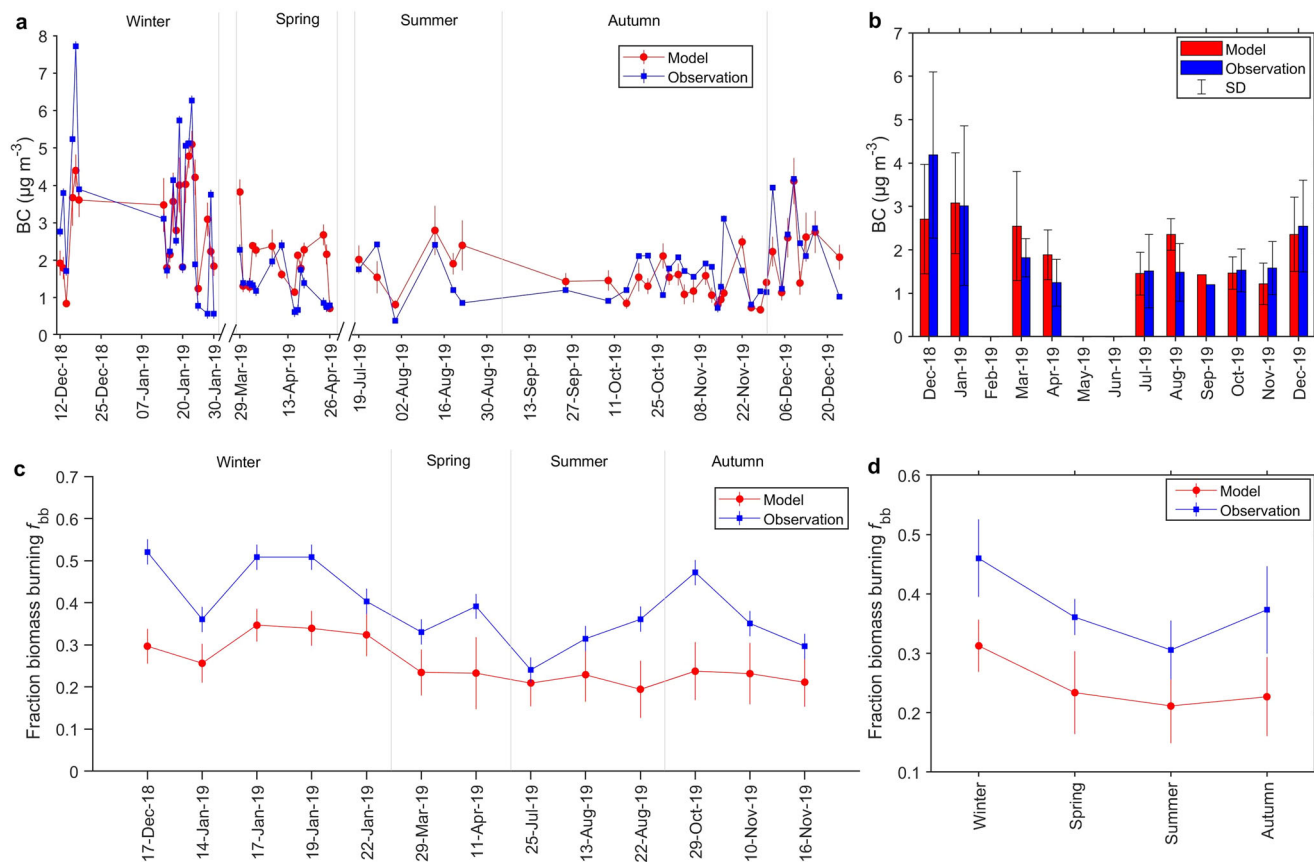 a
Winter
Spring
Summer
Autumn
BC (µg m-3)
8
7
6
5
4
3
2
1
0
Model
Observation
12-Dec-18
25-Dec-18
07-Jan-19
20-Jan-19
30-Jan-19
29-Mar-19
13-Apr-19
26-Apr-19
19-Jul-19
02-Aug-19
16-Aug-19
30-Aug-19
13-Sep-19
27-Sep-19
11-Oct-19
25-Oct-19
08-Nov-19
22-Nov-19
06-Dec-19
20-Dec-19
b
BC (µg m-3)
7
6
5
4
3
2
1
0
Model
Observation
SD
Dec-18
Jan-19
Feb-19
Mar-19
Apr-19
May-19
Jun-19
Jul-19
Aug-19
Sep-19
Oct-19
Nov-19
Dec-19
c
Winter
Spring
Summer
Autumn
Fraction biomass burning fbb
0.7
0.6
0.5
0.4
0.3
0.2
0.1
0
Model
Observation
17-Dec-18
14-Jan-19
17-Jan-19
19-Jan-19
22-Jan-19
29-Mar-19
11-Apr-19
25-Jul-19
13-Aug-19
22-Aug-19
29-Oct-19
10-Nov-19
16-Nov-19
d
Fraction biomass burning fbb
0.6
0.5
0.4
0.3
0.2
0.1
Model
Observation
Winter
Spring
Summer
Autumn